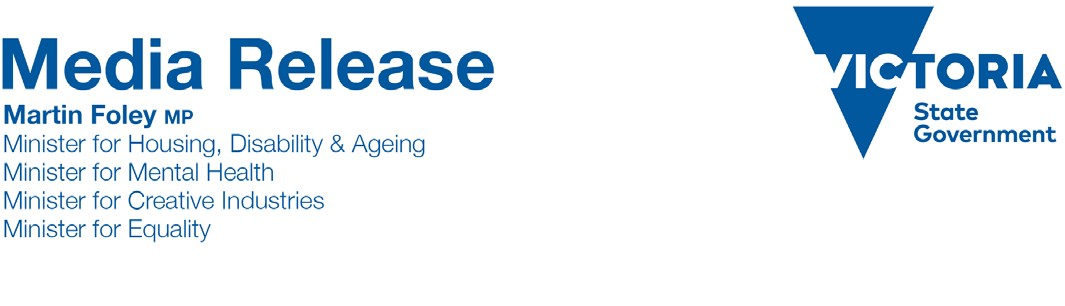 Media Release
Martin Foley MP
Minister for Housing, Disability & Ageing
Minister for Mental Health
Minister for Creative Industries
Minister for Equality
VICTORIA
State
Government